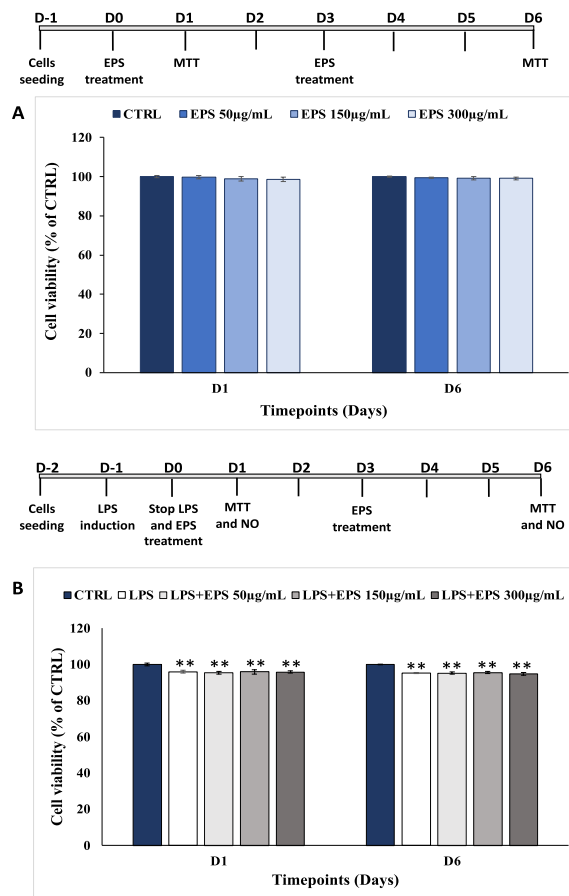 D-1 D0 D1 D2 D3 D4 D5 D6
Cells seeding EPS treatment MTT EPS treatment MTT
A
CTRL EPS 50µg/mL EPS 150µg/mL EPS 300µg/mL
Cell viability (% of CTRL)
120
100
80
60
40
20
0
D1 D6
Timepoints (Days)
D-2 D-1 D0 D1 D2 D3 D4 D5 D6
Cells seeding LPS induction Stop LPS and EPS treatment MTT and NO EPS treatment MTT and NO
B
CTRL LPS LPS+EPS 50µg/mL LPS+EPS 150µg/mL LPS+EPS 300µg/mL
Cell viability (% of CTRL)
120
100
80
60
40
20
0
** ** ** ** ** ** ** **
D1 D6
Timepoints (Days)